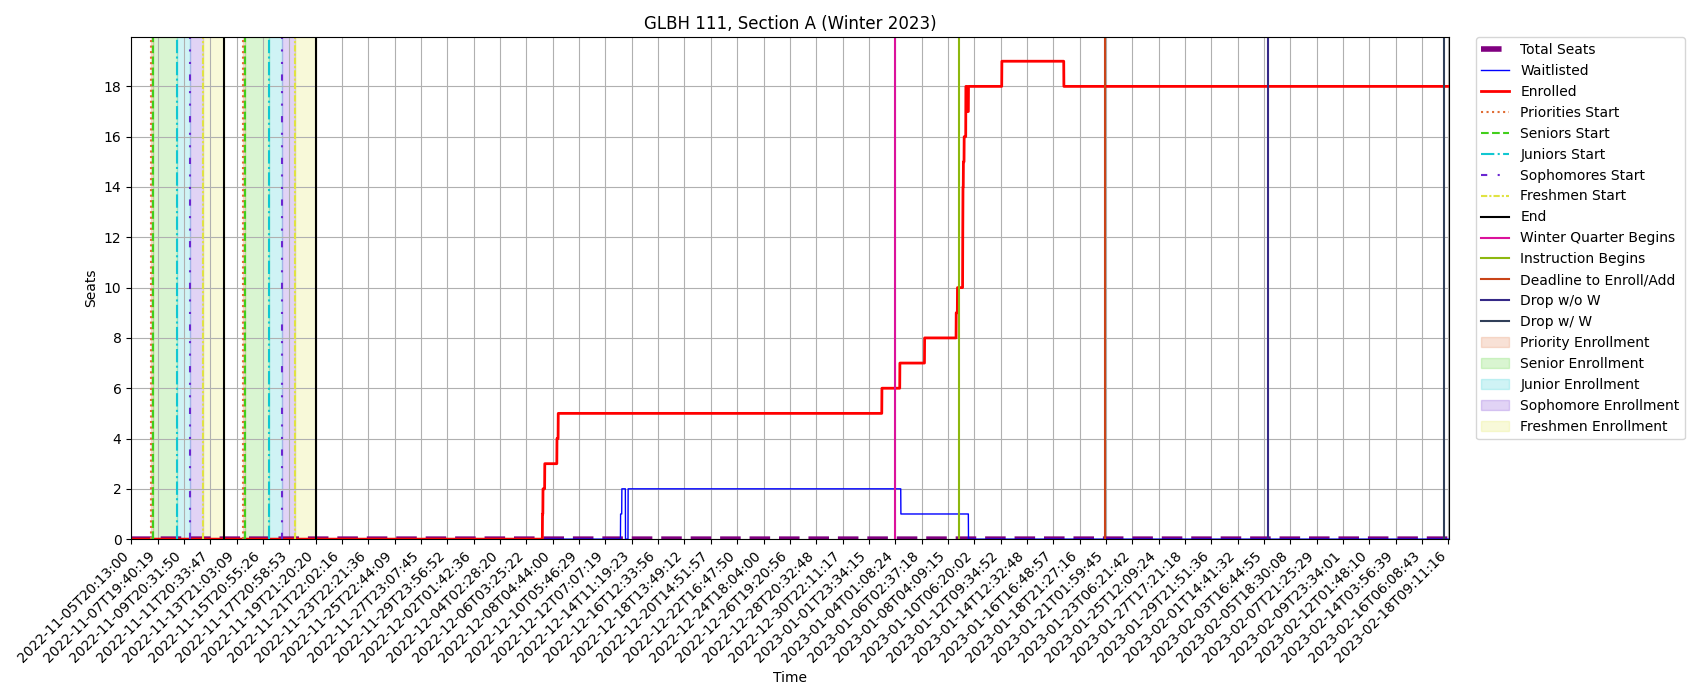 GLBH 111, Section A (Winter 2023)
Seats
18
16
14
12
10
8
6
4
2
0
2022-11-05T20:13:00
2022-11-07T19:40:19
2022-11-09T20:31:50
2022-11-11T20:33:47
2022-11-13T21:03:09
2022-11-15T20:55:26
2022-11-17T20:58:53
2022-11-19T21:20:20
2022-11-21T22:02:16
2022-11-23T22:21:36
2022-11-25T22:44:09
2022-11-27T23:07:45
2022-11-29T23:56:52
2022-12-02T01:42:36
2022-12-04T02:28:20
2022-12-06T03:25:22
2022-12-08T04:44:00
2022-12-10T05:46:29
2022-12-12T07:07:19
2022-12-14T11:19:23
2022-12-16T12:33:56
2022-12-18T13:49:12
2022-12-20T14:51:57
2022-12-22T16:47:50
2022-12-24T18:04:00
2022-12-26T19:20:56
2022-12-28T20:32:48
2022-12-30T22:11:17
2023-01-01T23:34:15
2023-01-04T01:08:24
2023-01-06T02:37:18
2023-01-08T04:09:15
2023-01-10T06:20:02
2023-01-12T09:34:52
2023-01-14T12:32:48
2023-01-16T16:48:57
2023-01-18T21:27:16
2023-01-21T01:59:45
2023-01-23T06:21:42
2023-01-25T12:09:24
2023-01-27T17:21:18
2023-01-29T21:51:36
2023-02-01T14:41:32
2023-02-03T16:44:55
2023-02-05T18:30:08
2023-02-07T21:25:29
2023-02-09T23:34:01
2023-02-12T01:48:10
2023-02-14T03:56:39
2023-02-16T06:08:43
2023-02-18T09:11:16
Time
Total Seats
Waitlisted
Enrolled
Priorities Start
Seniors Start
Juniors Start
Sophomores Start
Freshmen Start
End
Winter Quarter Begins
Instruction Begins
Deadline to Enroll/Add
Drop w/o W
Drop w/ W
Priority Enrollment
Senior Enrollment
Junior Enrollment
Sophomore Enrollment
Freshmen Enrollment